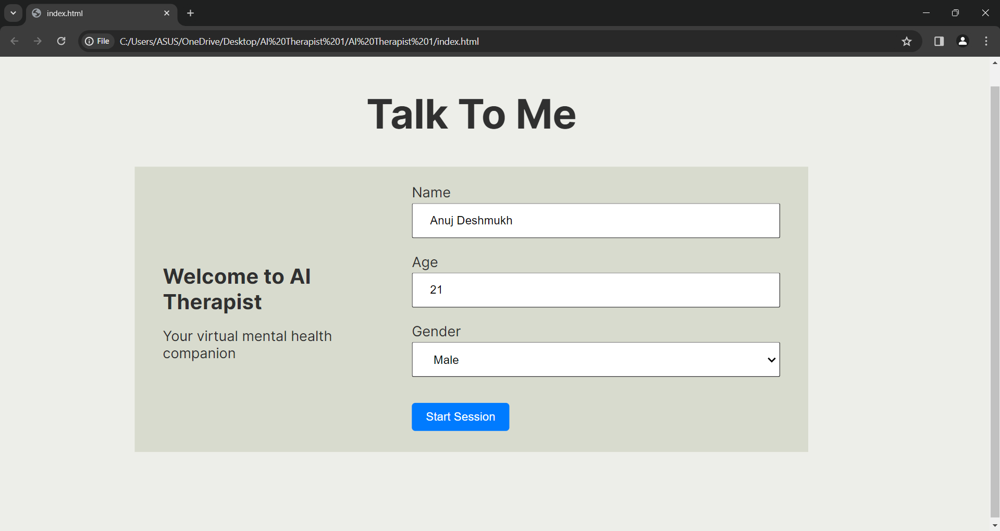 index.html
File
C:/Users/ASUS/OneDrive/Desktop/AI%20Therapist%201/AI%20Therapist%201/index.html
Talk To Me
Welcome to AI
Therapist
Your virtual mental health
companion
Name
Anuj Deshmukh
Age
21
Gender
Male
Start Session